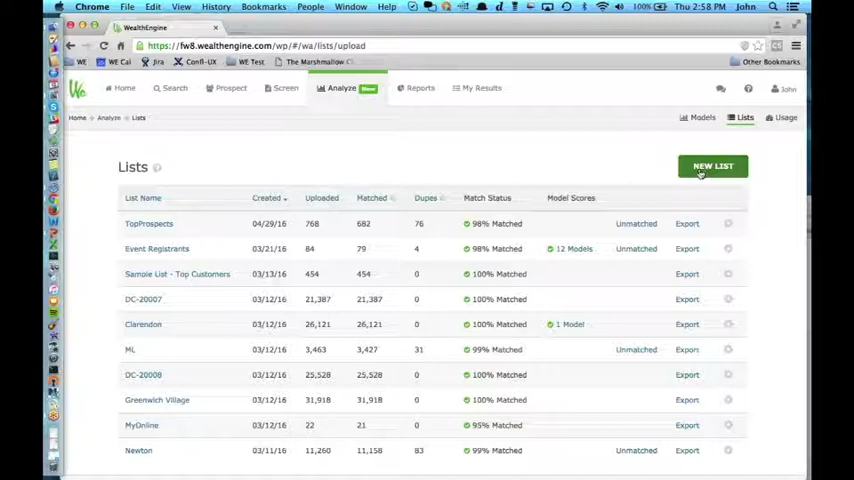 Chrome File Edit View History Bookmarks People Window Help 100% Thu 2:58 PM John
WealthEngine
https://fw8.wealthengine.com/wp/#/wa/lists/upload
WE WE Cal Jira Confl-UX WE Test The Marshmallow C Other Bookmarks
We Home Search Prospect Screen Analyze New Reports My Results John
Home Analyze Lists Models Lists Usage
Lists NEW LIST
List Name Created Uploaded Matched Dupes Match Status Model Scores
TopProspects 04/29/16 768 682 76 98% Matched Unmatched Export
Event Registrants 03/21/16 84 79 4 98% Matched 12 Models Unmatched Export
Sample List - Top Customers 03/13/16 454 454 0 100% Matched Export
DC-20007 03/12/16 21,387 21,387 0 100% Matched Export
Clarendon 03/12/16 26,121 26,121 0 100% Matched 1 Model Export
ML 03/12/16 3,463 3,427 31 99% Matched Unmatched Export
DC-20008 03/12/16 25,528 25,528 0 100% Matched Export
Greenwich Village 03/12/16 31,918 31,918 0 100% Matched Export
MyOnline 03/12/16 22 21 0 95% Matched Export
Newton 03/11/16 11,260 11,158 83 99% Matched Unmatched Export